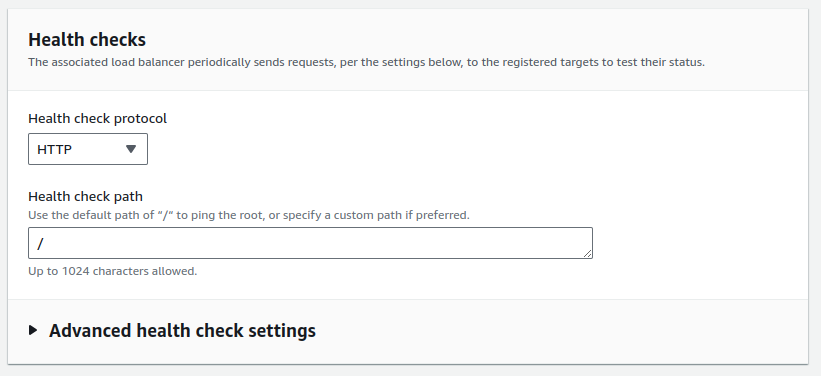 Health checks
The associated load balancer periodically sends requests, per the settings below, to the registered targets to test their status.
Health check protocol
HTTP
Health check path
Use the default path of “/” to ping the root, or specify a custom path if preferred.
/
Up to 1024 characters allowed.
Advanced health check settings